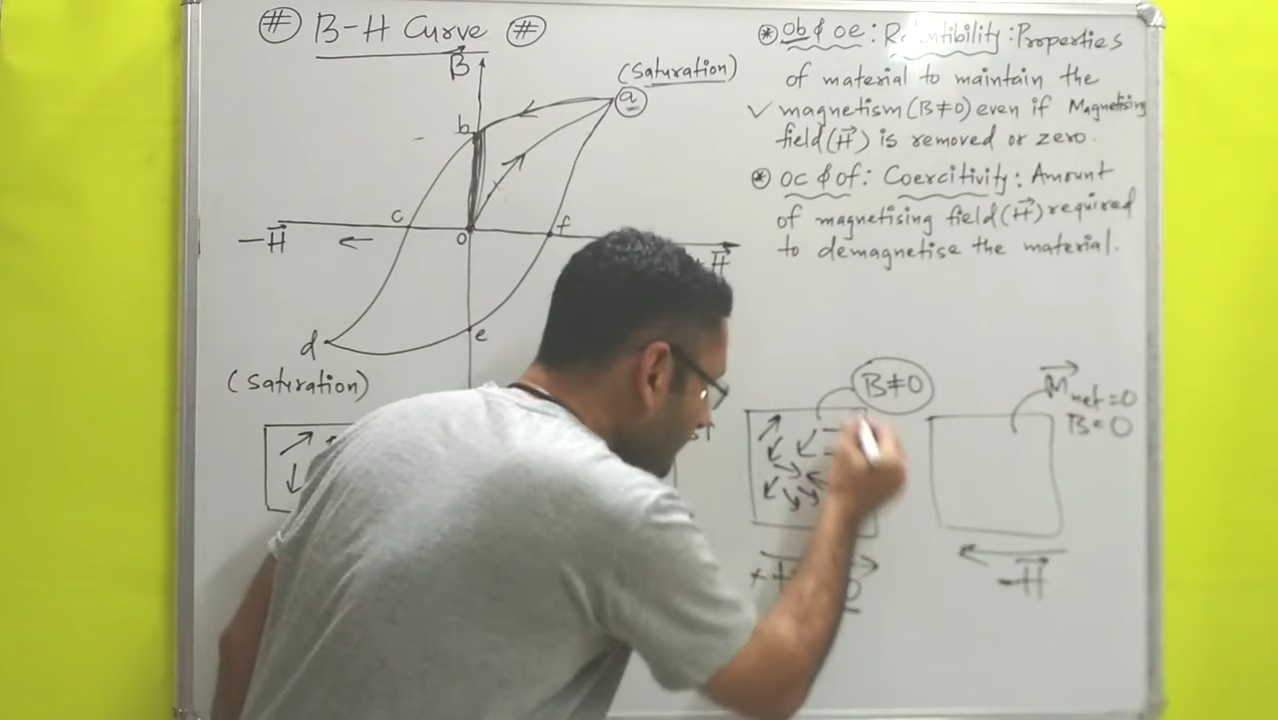 # B-H Curve #
B
(Saturation)
a
b
c
o
f
-H
H
d
e
(Saturation)
* ob & oe : Properties
of material to maintain the
✓ magnetism (B≠0) even if Magnetising
field (H) is removed or zero.
* oc & of : Coercitivity : Amount
of magnetising field (H) required
to demagnetise the material.
B≠0
M net = 0
B = 0
-H